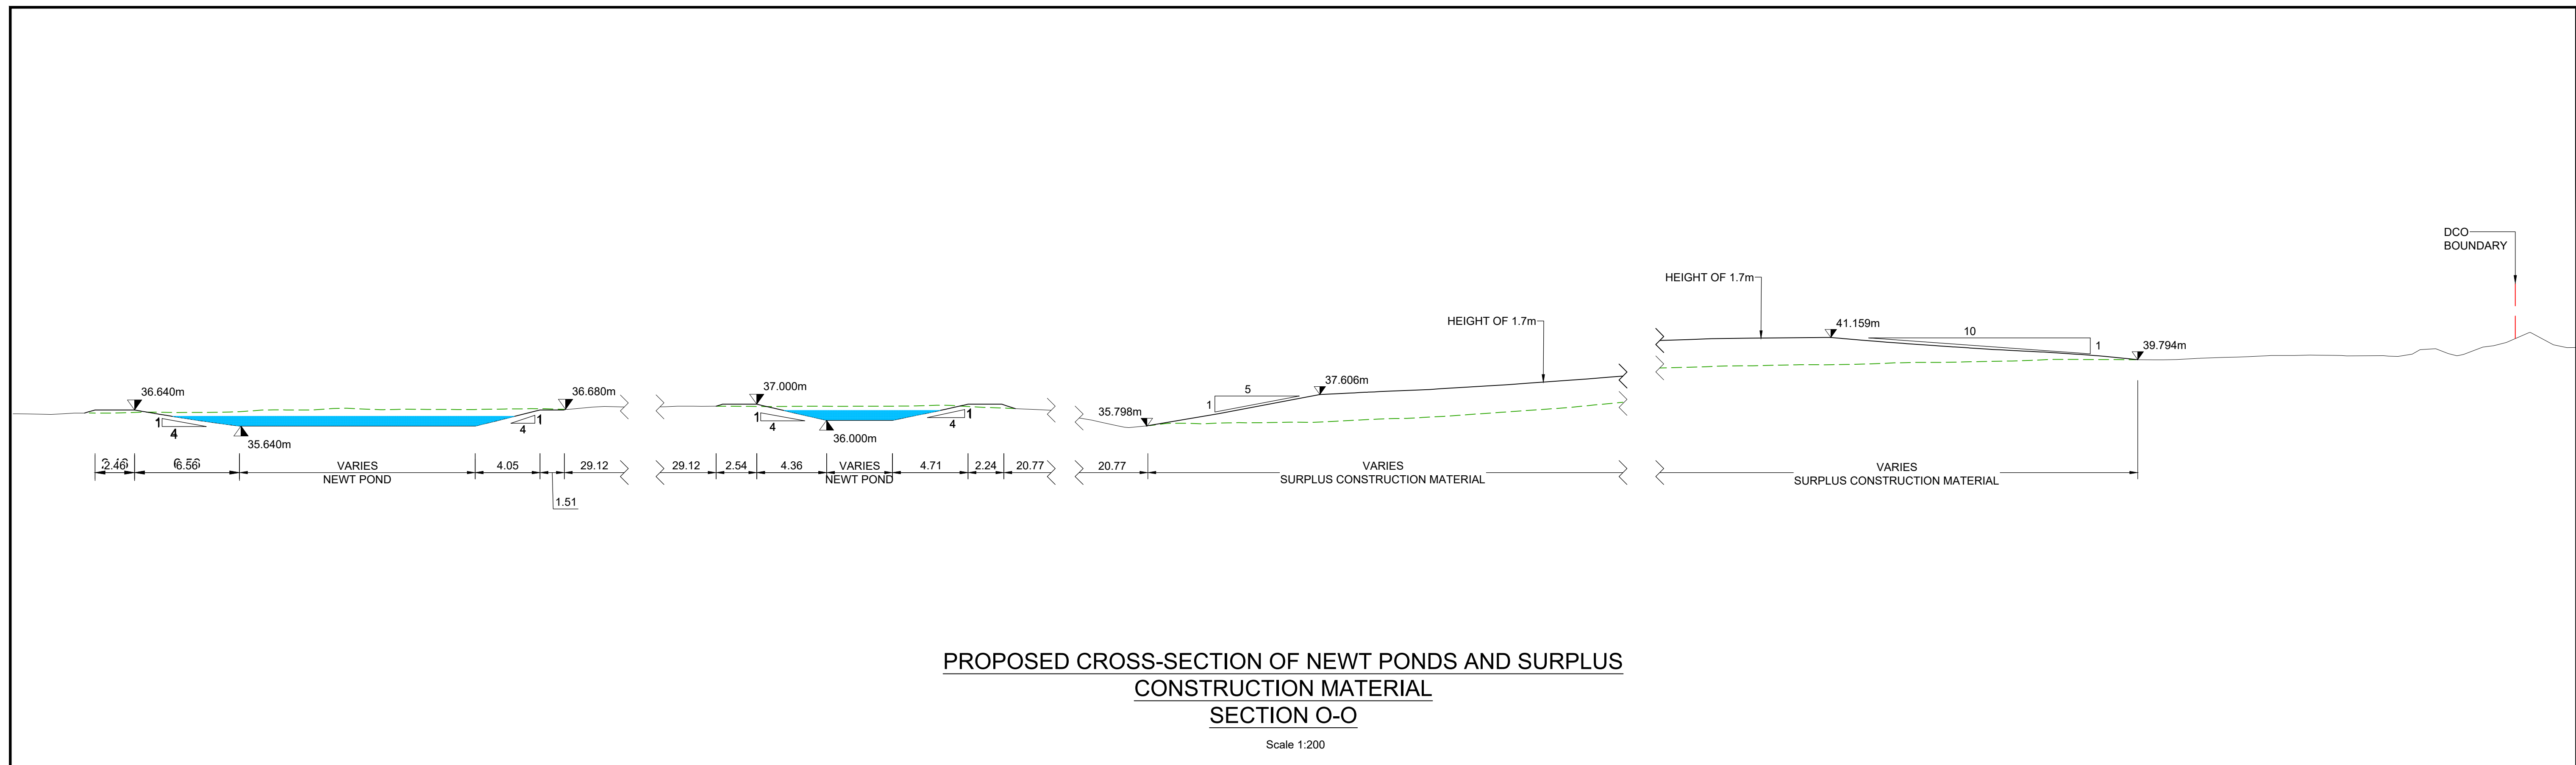 DCO
BOUNDARY
HEIGHT OF 1.7m
41.159m
10
1
39.794m
HEIGHT OF 1.7m
37.606m
5
1
35.798m
36.640m
1
4
35.640m
36.680m
1
4
37.000m
1
4
36.000m
1
4
2.46
6.56
VARIES
NEWT POND
4.05
1.51
29.12
29.12
2.54
4.36
VARIES
NEWT POND
4.71
2.24
20.77
20.77
VARIES
SURPLUS CONSTRUCTION MATERIAL
VARIES
SURPLUS CONSTRUCTION MATERIAL
PROPOSED CROSS-SECTION OF NEWT PONDS AND SURPLUS
CONSTRUCTION MATERIAL
SECTION O-O
Scale 1:200